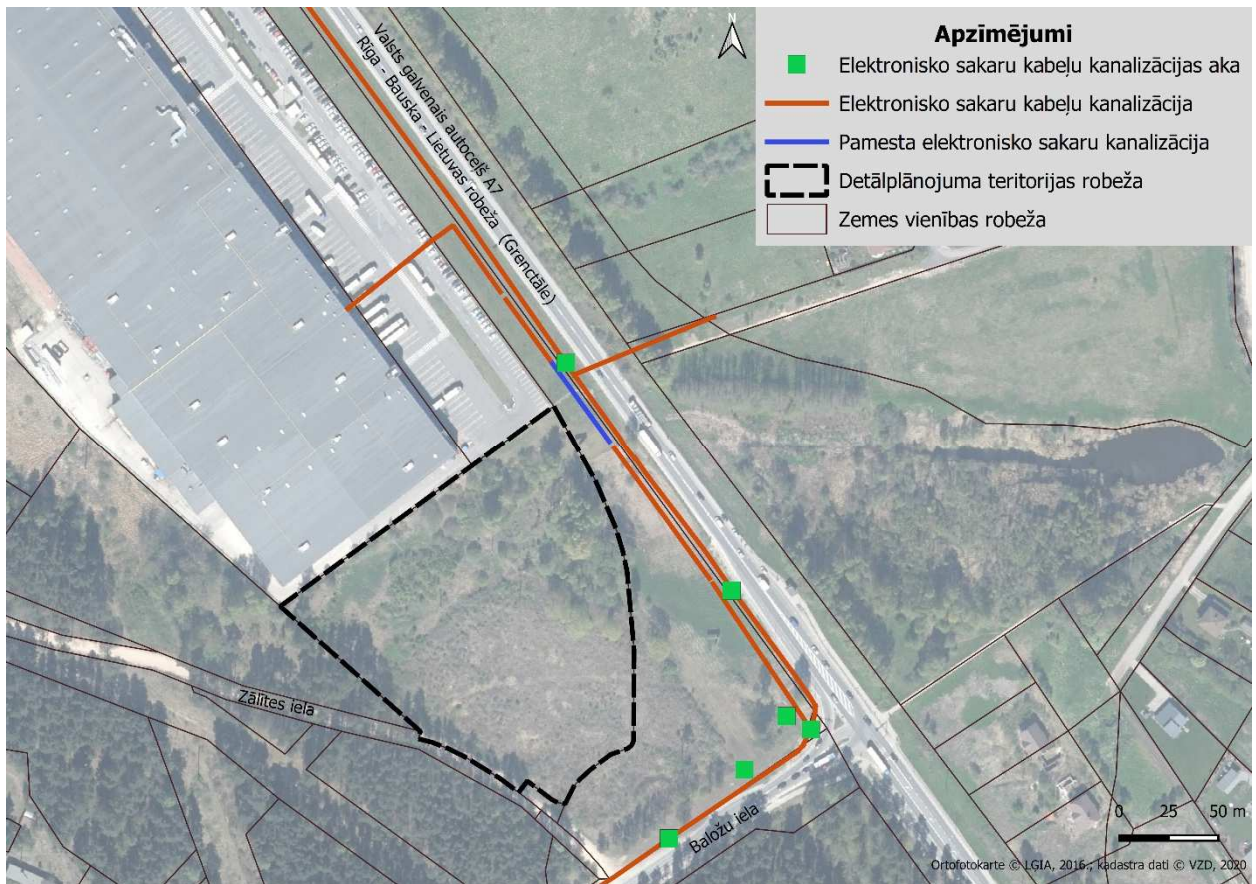 N
Apzīmējumi
Elektronisko sakaru kabeļu kanalizācijas aka
Elektronisko sakaru kabeļu kanalizācija
Pamesta elektronisko sakaru kanalizācija
Detālplānojuma teritorijas robeža
Zemes vienības robeža
Valsts galvenais autoceļš A7
Rīga - Bauska - Lietuvas robeža (Grenctāle)
Zālītes iela
Baložu iela
0 25 50 m
Ortofotokarte © LĢIA, 2016.; kadastra dati © VZD, 2020